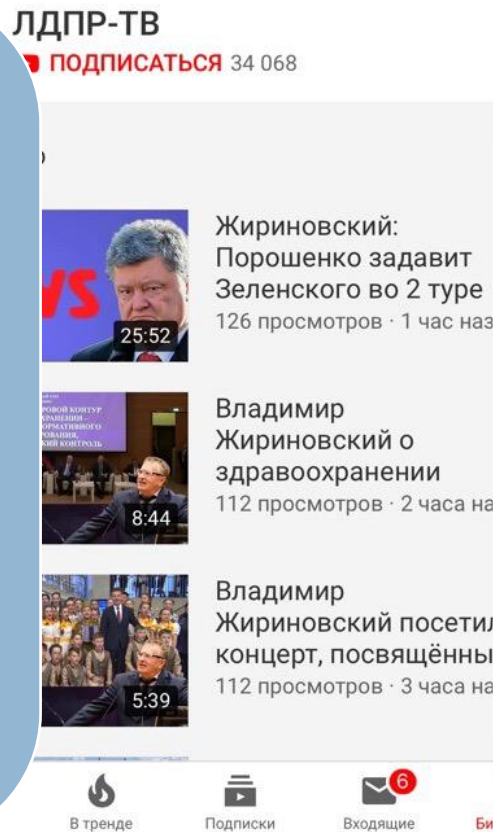 ЛДПР-ТВ
ПОДПИСАТЬСЯ 34 068
Жириновский:
Порошенко задавит
Зеленского во 2 туре
126 просмотров · 1 час наз
25:52
Владимир
Жириновский о
здравоохранении
112 просмотров · 2 часа на
8:44
Владимир
Жириновский посетил
концерт, посвящённы
112 просмотров · 3 часа на
5:39
6
В тренде
Подписки
Входящие
Би